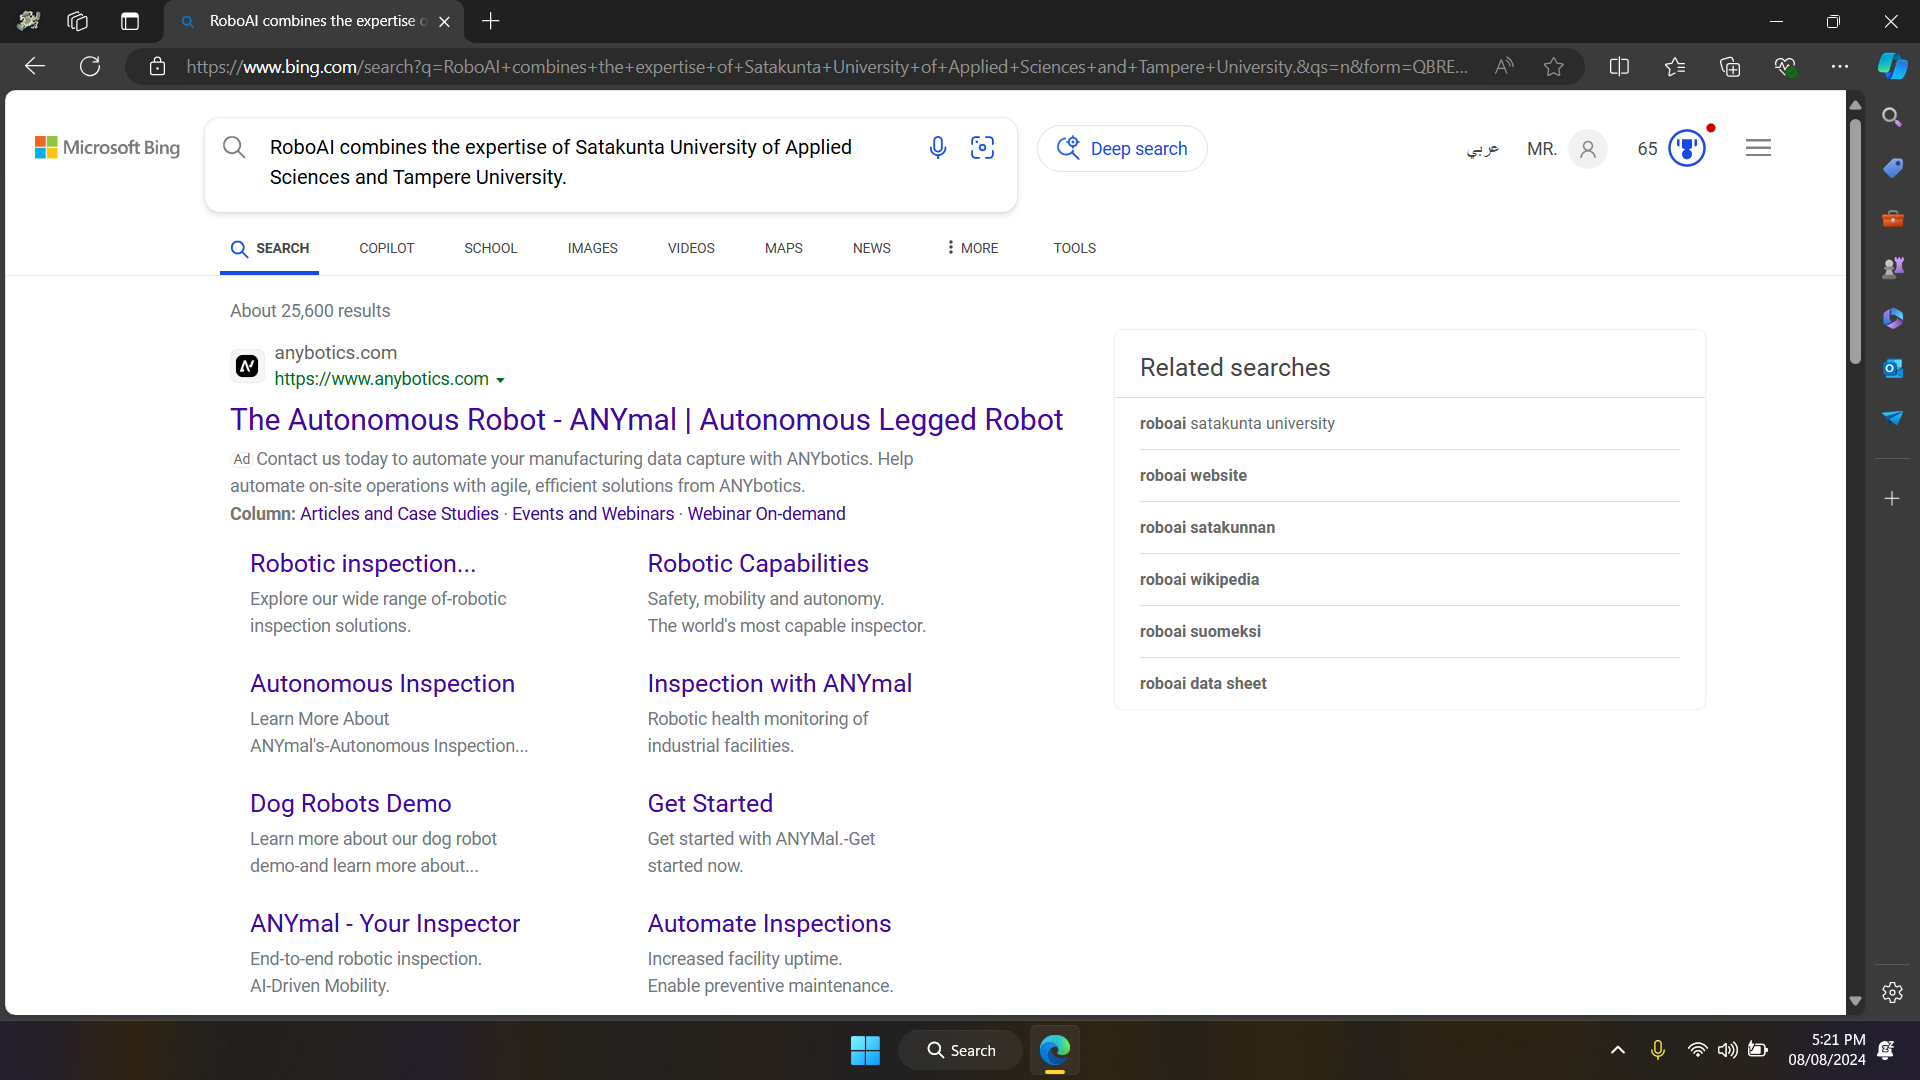 RoboAI combines the expertise
https://www.bing.com/search?q=RoboAI+combines+the+expertise+of+Satakunta+University+of+Applied+Sciences+and+Tampere+University.&qs=n&form=QBRE...
Microsoft Bing
RoboAI combines the expertise of Satakunta University of Applied
Sciences and Tampere University.
Deep search
عربي
MR.
65
SEARCH
COPILOT
SCHOOL
IMAGES
VIDEOS
MAPS
NEWS
MORE
TOOLS
About 25,600 results
anybotics.com
https://www.anybotics.com
The Autonomous Robot - ANYmal | Autonomous Legged Robot
Ad Contact us today to automate your manufacturing data capture with ANYbotics. Help
automate on-site operations with agile, efficient solutions from ANYbotics.
Column: Articles and Case Studies · Events and Webinars · Webinar On-demand
Robotic inspection...
Explore our wide range of-robotic
inspection solutions.
Robotic Capabilities
Safety, mobility and autonomy.
The world's most capable inspector.
Autonomous Inspection
Learn More About
ANYmal's-Autonomous Inspection...
Inspection with ANYmal
Robotic health monitoring of
industrial facilities.
Dog Robots Demo
Learn more about our dog robot
demo-and learn more about...
Get Started
Get started with ANYMal.-Get
started now.
ANYmal - Your Inspector
End-to-end robotic inspection.
AI-Driven Mobility.
Automate Inspections
Increased facility uptime.
Enable preventive maintenance.
Related searches
roboai satakunta university
roboai website
roboai satakunnan
roboai wikipedia
roboai suomeksi
roboai data sheet
Search
5:21 PM
08/08/2024